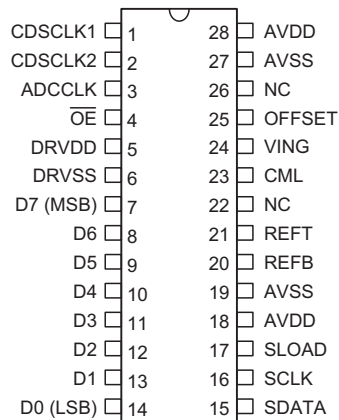 CDSCLK1 1 28 AVDD
CDSCLK2 2 27 AVSS
ADCCLK 3 26 NC
OE 4 25 OFFSET
DRVDD 5 24 VING
DRVSS 6 23 CML
D7 (MSB) 7 22 NC
D6 8 21 REFT
D5 9 20 REFB
D4 10 19 AVSS
D3 11 18 AVDD
D2 12 17 SLOAD
D1 13 16 SCLK
D0 (LSB) 14 15 SDATA